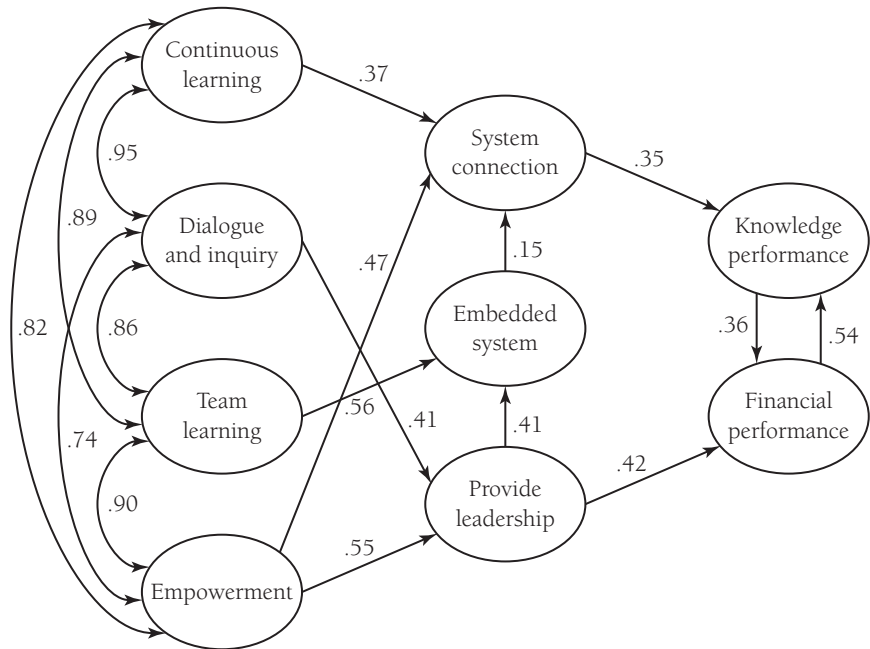 Continuous
learning
.37
System
connection
.35
.95
.89
Dialogue
and inquiry
.47
.15
Knowledge
performance
.82
.86
Embedded
system
.36
.54
.74
Team
learning
.56
.41
.41
Financial
performance
.42
.90
Provide
leadership
.55
Empowerment